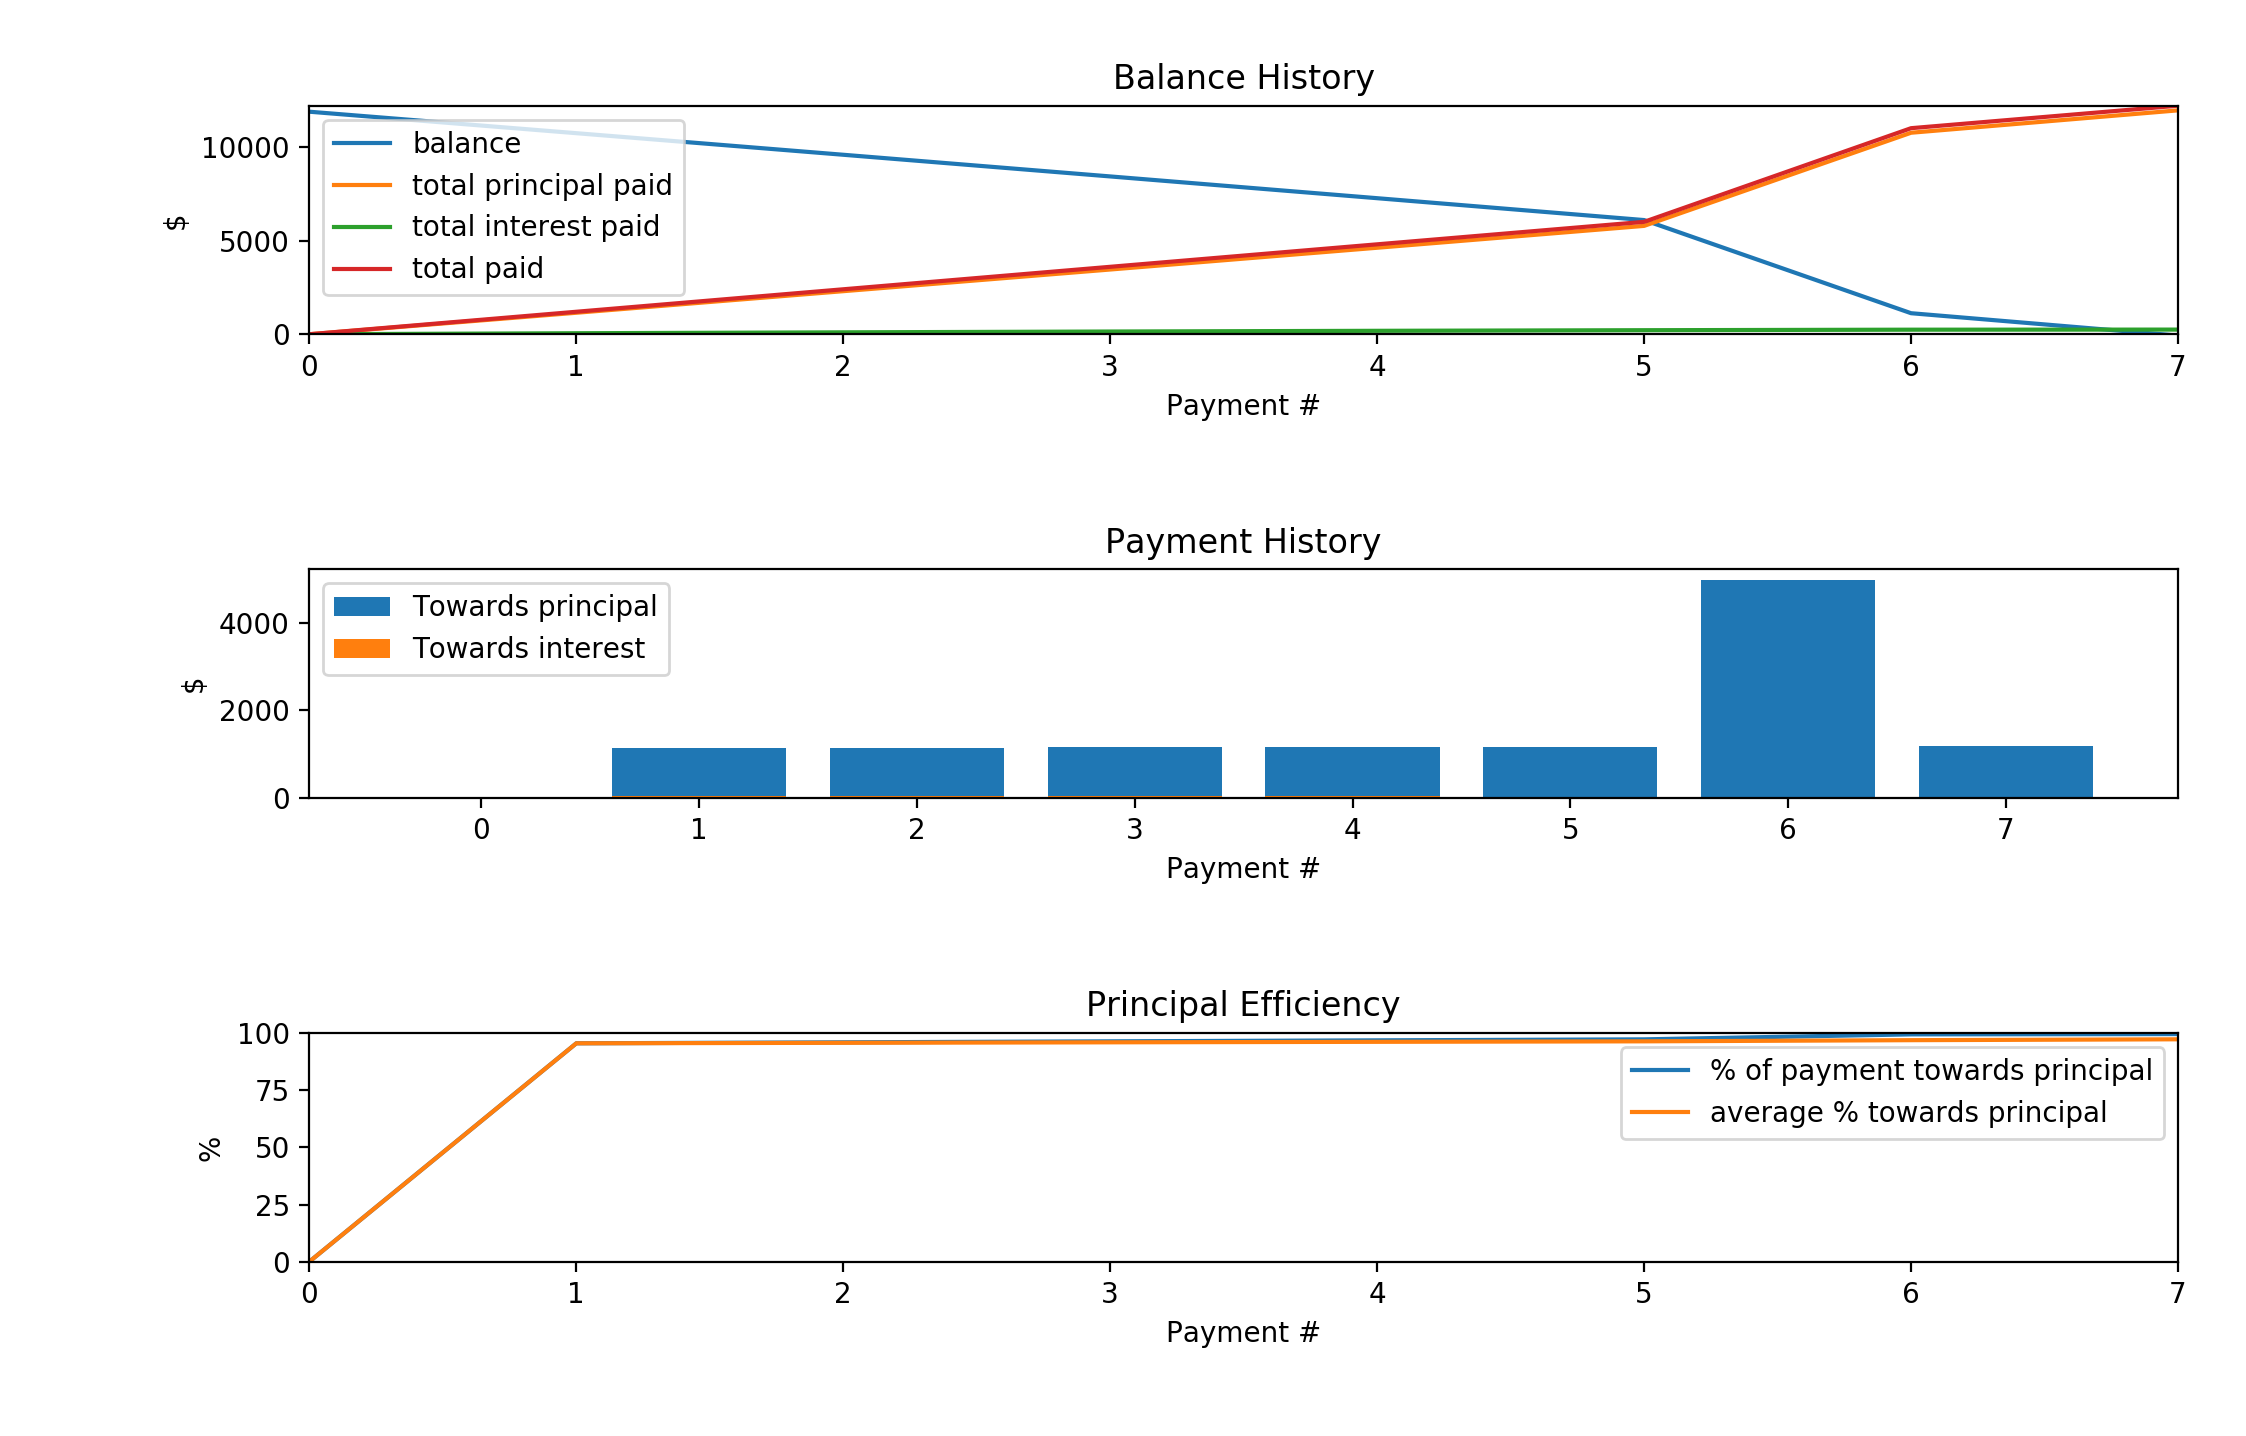 Balance History
10000
5000
0
$
balance
total principal paid
total interest paid
total paid
0 1 2 3 4 5 6 7
Payment #
Payment History
4000
2000
0
$
Towards principal
Towards interest
0 1 2 3 4 5 6 7
Payment #
Principal Efficiency
100
75
50
25
0
%
% of payment towards principal
average % towards principal
0 1 2 3 4 5 6 7
Payment #